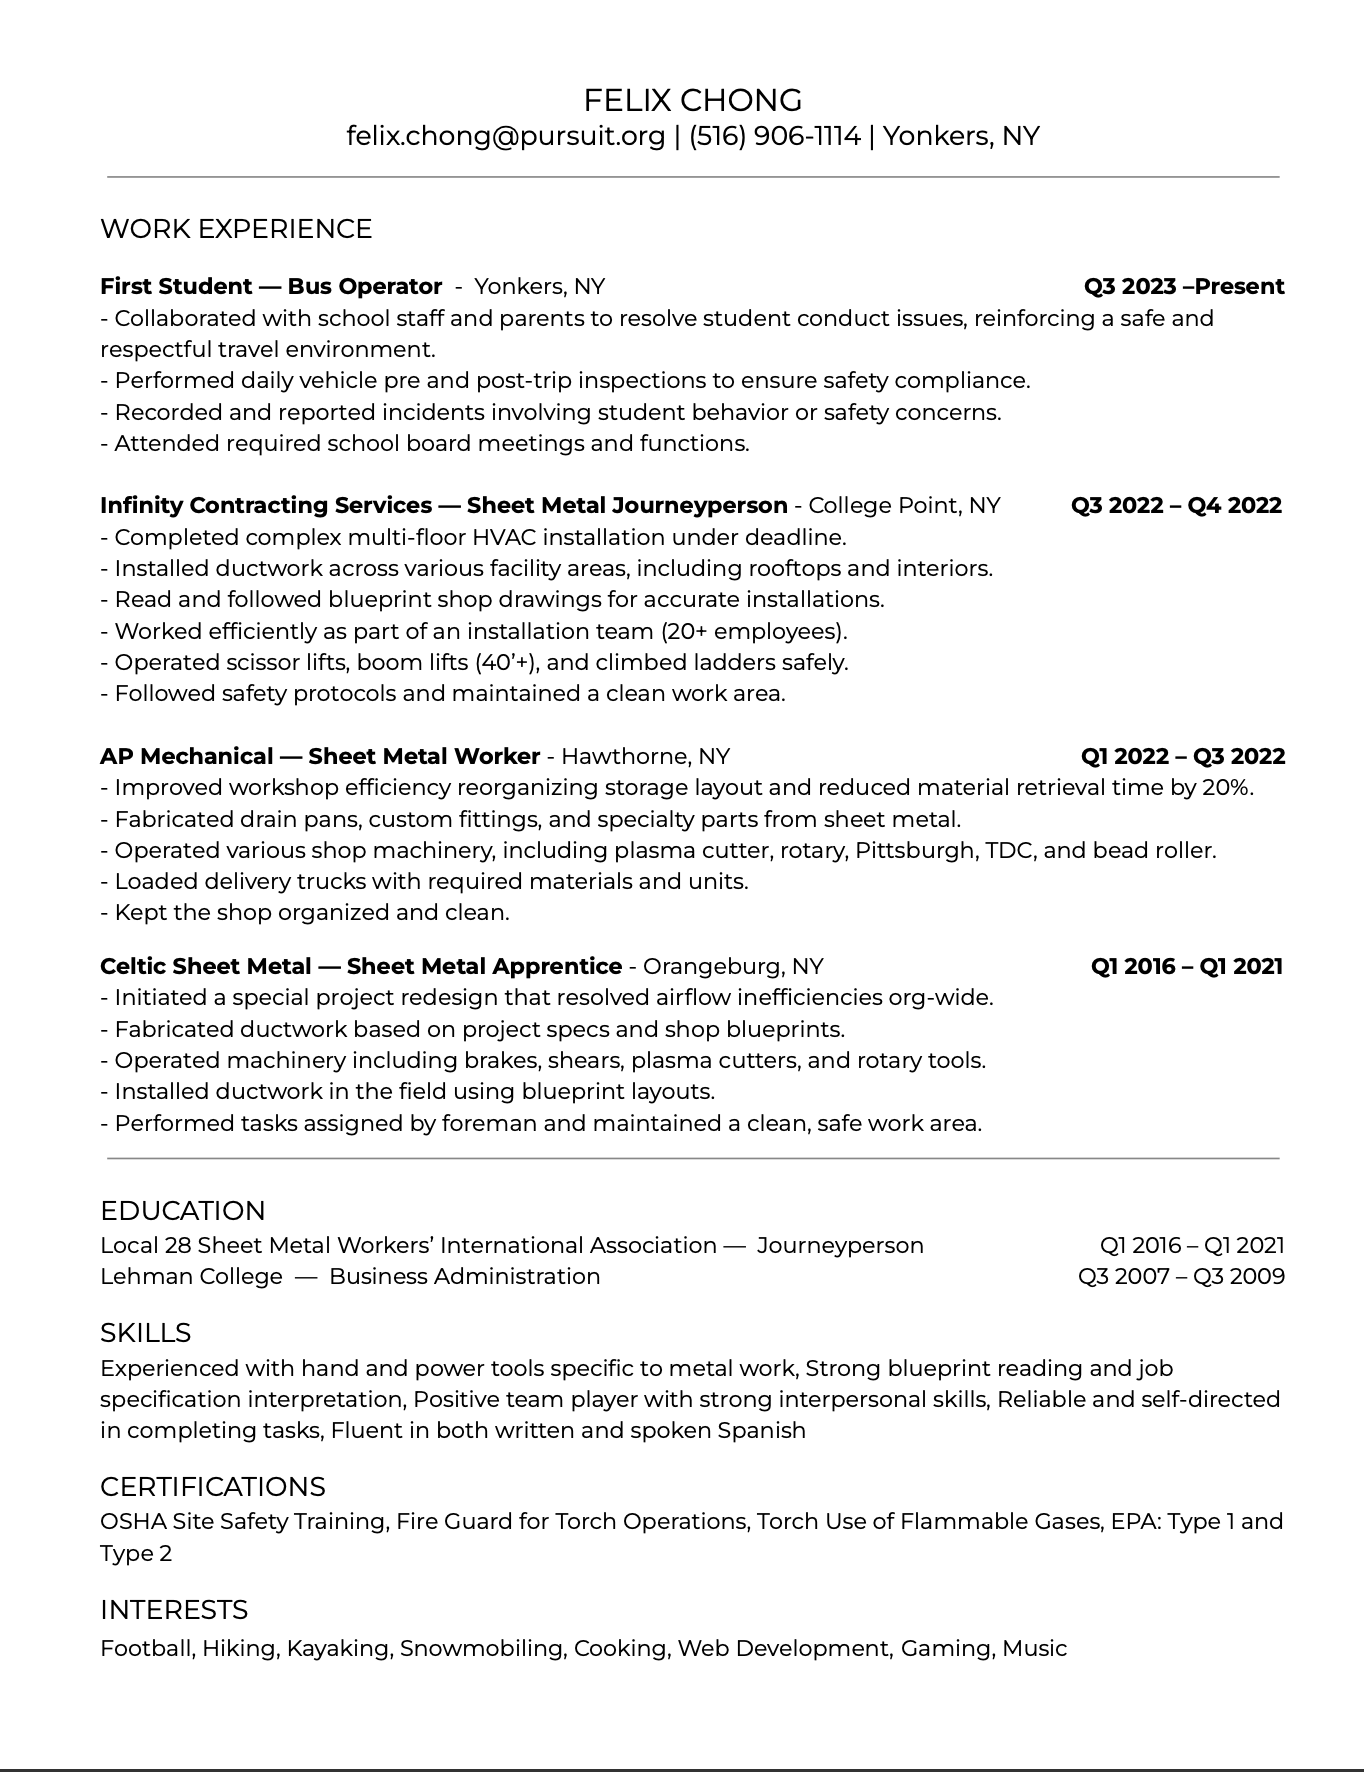 FELIX CHONG
felix.chong@pursuit.org | (516) 906-1114 | Yonkers, NY
WORK EXPERIENCE
First Student — Bus Operator - Yonkers, NY Q3 2023 –Present
- Collaborated with school staff and parents to resolve student conduct issues, reinforcing a safe and
respectful travel environment.
- Performed daily vehicle pre and post-trip inspections to ensure safety compliance.
- Recorded and reported incidents involving student behavior or safety concerns.
- Attended required school board meetings and functions.
Infinity Contracting Services — Sheet Metal Journeyperson - College Point, NY Q3 2022 – Q4 2022
- Completed complex multi-floor HVAC installation under deadline.
- Installed ductwork across various facility areas, including rooftops and interiors.
- Read and followed blueprint shop drawings for accurate installations.
- Worked efficiently as part of an installation team (20+ employees).
- Operated scissor lifts, boom lifts (40’+), and climbed ladders safely.
- Followed safety protocols and maintained a clean work area.
AP Mechanical — Sheet Metal Worker - Hawthorne, NY Q1 2022 – Q3 2022
- Improved workshop efficiency reorganizing storage layout and reduced material retrieval time by 20%.
- Fabricated drain pans, custom fittings, and specialty parts from sheet metal.
- Operated various shop machinery, including plasma cutter, rotary, Pittsburgh, TDC, and bead roller.
- Loaded delivery trucks with required materials and units.
- Kept the shop organized and clean.
Celtic Sheet Metal — Sheet Metal Apprentice - Orangeburg, NY Q1 2016 – Q1 2021
- Initiated a special project redesign that resolved airflow inefficiencies org-wide.
- Fabricated ductwork based on project specs and shop blueprints.
- Operated machinery including brakes, shears, plasma cutters, and rotary tools.
- Installed ductwork in the field using blueprint layouts.
- Performed tasks assigned by foreman and maintained a clean, safe work area.
EDUCATION
Local 28 Sheet Metal Workers’ International Association — Journeyperson Q1 2016 – Q1 2021
Lehman College — Business Administration Q3 2007 – Q3 2009
SKILLS
Experienced with hand and power tools specific to metal work, Strong blueprint reading and job
specification interpretation, Positive team player with strong interpersonal skills, Reliable and self-directed
in completing tasks, Fluent in both written and spoken Spanish
CERTIFICATIONS
OSHA Site Safety Training, Fire Guard for Torch Operations, Torch Use of Flammable Gases, EPA: Type 1 and
Type 2
INTERESTS
Football, Hiking, Kayaking, Snowmobiling, Cooking, Web Development, Gaming, Music